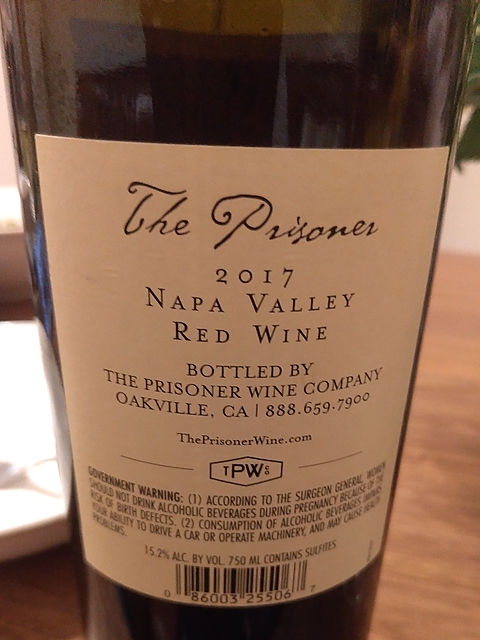 The Prisoner
2017
NAPA VALLEY
RED WINE
BOTTLED BY
THE PRISONER WINE COMPANY
OAKVILLE, CA | 888.659.7900
ThePrisonerWine.com
TPWCO
GOVERNMENT WARNING: (1) ACCORDING TO THE SURGEON GENERAL, WOMEN
SHOULD NOT DRINK ALCOHOLIC BEVERAGES DURING PREGNANCY BECAUSE OF THE
RISK OF BIRTH DEFECTS. (2) CONSUMPTION OF ALCOHOLIC BEVERAGES IMPAIRS
YOUR ABILITY TO DRIVE A CAR OR OPERATE MACHINERY, AND MAY CAUSE HEALTH
PROBLEMS.
15.2% ALC. BY VOL. 750 ML CONTAINS SULFITES
0 86003 25506 7